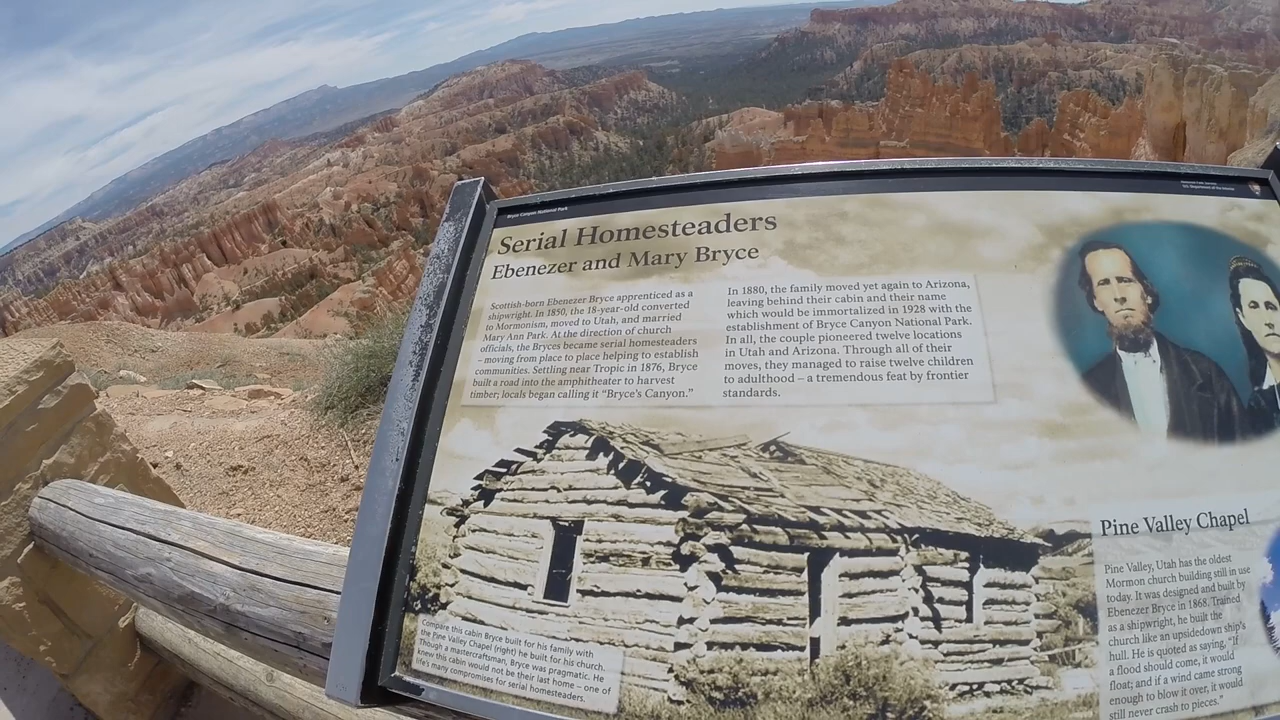 Bryce Canyon National Park
National Park Service
U.S. Department of the Interior
Serial Homesteaders
Ebenezer and Mary Bryce
Scottish-born Ebenezer Bryce apprenticed as a
shipwright. In 1850, the 18-year-old converted
to Mormonism, moved to Utah, and married
Mary Ann Park. At the direction of church
officials, the Bryces became serial homesteaders
– moving from place to place helping to establish
communities. Settling near Tropic in 1876, Bryce
built a road into the amphitheater to harvest
timber; locals began calling it "Bryce's Canyon."
In 1880, the family moved yet again to Arizona,
leaving behind their cabin and their name
which would be immortalized in 1928 with the
establishment of Bryce Canyon National Park.
In all, the couple pioneered twelve locations
in Utah and Arizona. Through all of their
moves, they managed to raise twelve children
to adulthood – a tremendous feat by frontier
standards.
Compare this cabin Bryce built for his family with
the Pine Valley Chapel (right) he built for his church.
Though a mastercraftsman, Bryce was pragmatic. He
knew this cabin would not be their last home – one of
life's many compromises for serial homesteaders.
Pine Valley Chapel
Pine Valley, Utah has the oldest
Mormon church building still in use
today. It was designed and built by
Ebenezer Bryce in 1868. Trained
as a shipwright, he built the
church like an upsidedown ship's
hull. He is quoted as saying, "If
a flood should come, it would
float; and if a wind came strong
enough to blow it over, it would
still never crash to pieces."